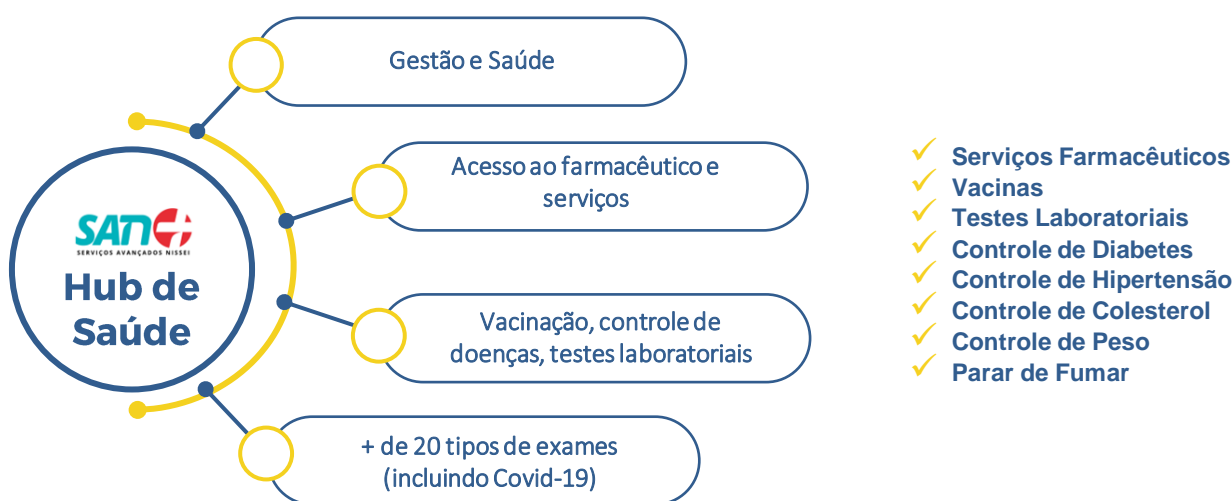 SAN
SERVIÇOS AVANÇADOS NISSEI
Hub de
Saúde
Gestão e Saúde
Acesso ao farmacêutico e
serviços
Vacinação, controle de
doenças, testes laboratoriais
+ de 20 tipos de exames
(incluindo Covid-19)
Serviços Farmacêuticos
Vacinas
Testes Laboratoriais
Controle de Diabetes
Controle de Hipertensão
Controle de Colesterol
Controle de Peso
Parar de Fumar